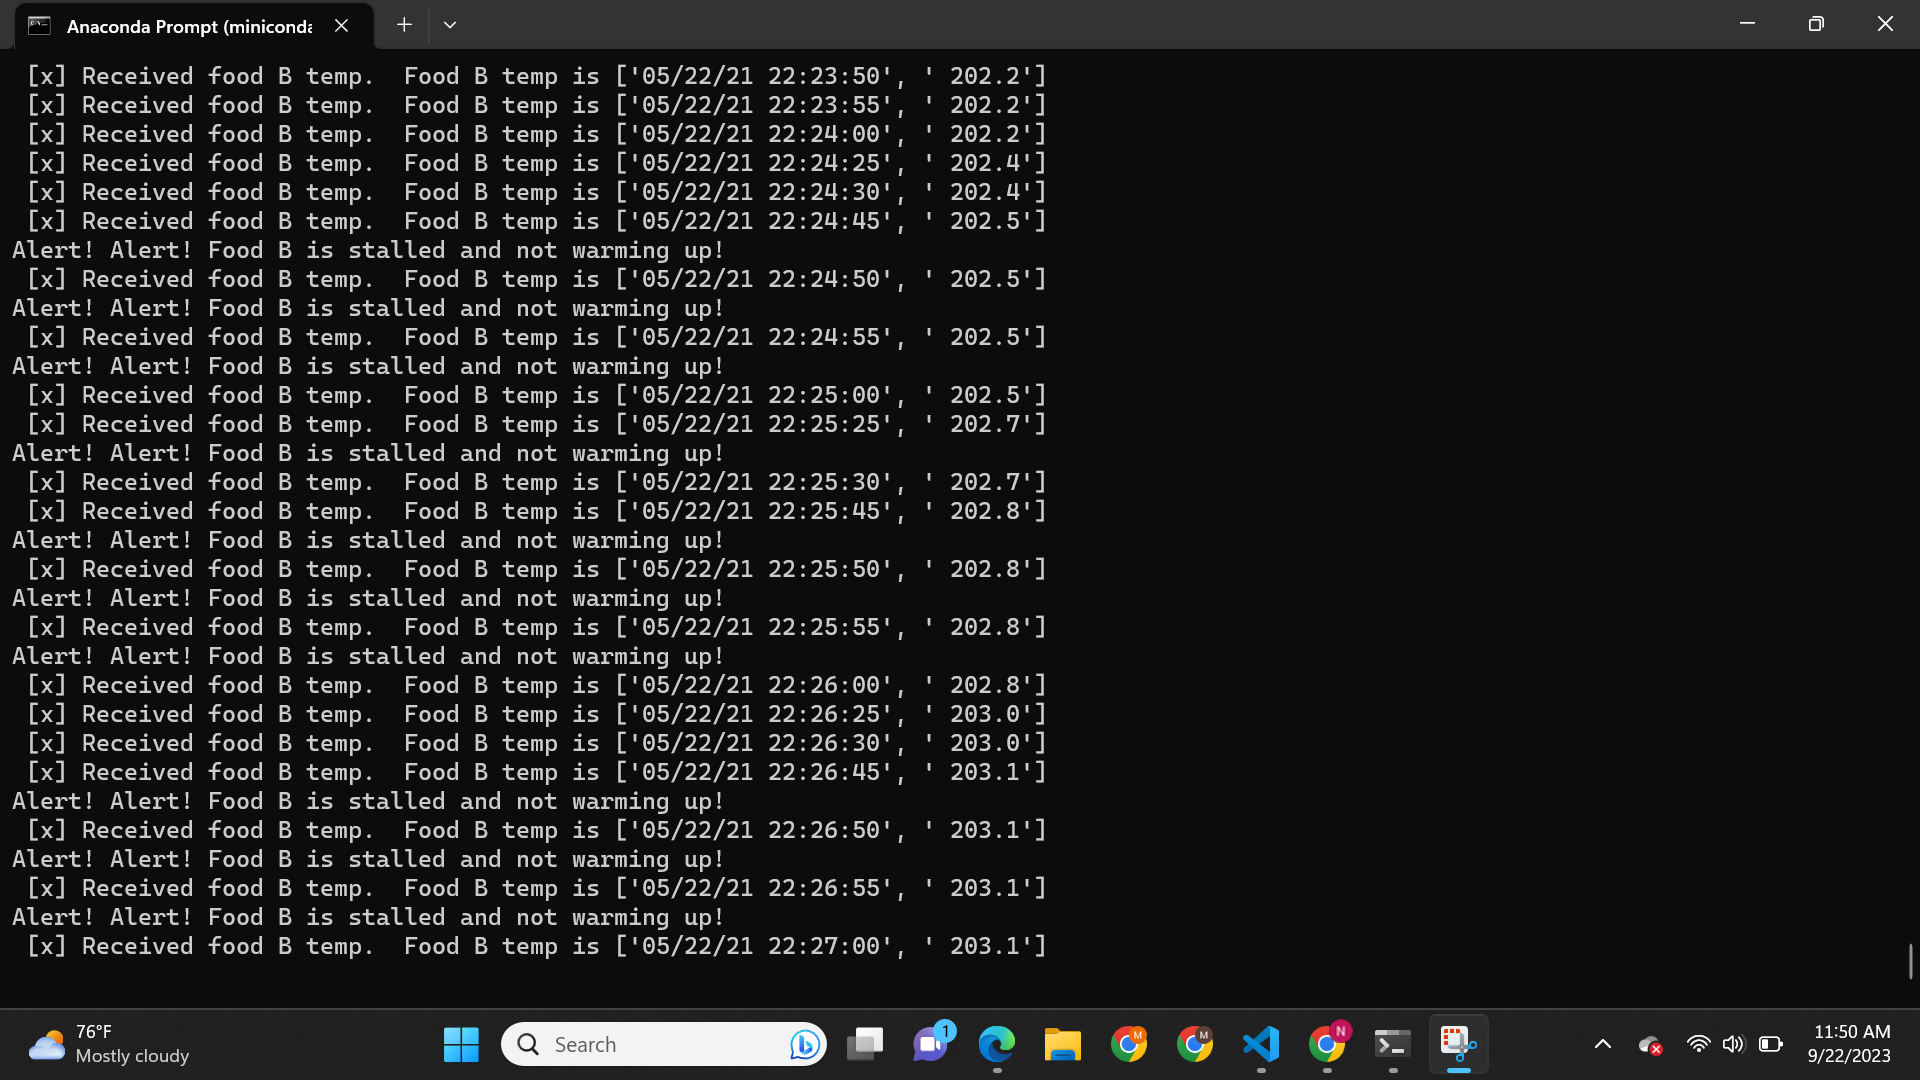 Anaconda Prompt (miniconda
[x] Received food B temp.  Food B temp is ['05/22/21 22:23:50', ' 202.2']
[x] Received food B temp.  Food B temp is ['05/22/21 22:23:55', ' 202.2']
[x] Received food B temp.  Food B temp is ['05/22/21 22:24:00', ' 202.2']
[x] Received food B temp.  Food B temp is ['05/22/21 22:24:25', ' 202.4']
[x] Received food B temp.  Food B temp is ['05/22/21 22:24:30', ' 202.4']
[x] Received food B temp.  Food B temp is ['05/22/21 22:24:45', ' 202.5']
Alert! Alert! Food B is stalled and not warming up!
[x] Received food B temp.  Food B temp is ['05/22/21 22:24:50', ' 202.5']
Alert! Alert! Food B is stalled and not warming up!
[x] Received food B temp.  Food B temp is ['05/22/21 22:24:55', ' 202.5']
Alert! Alert! Food B is stalled and not warming up!
[x] Received food B temp.  Food B temp is ['05/22/21 22:25:00', ' 202.5']
[x] Received food B temp.  Food B temp is ['05/22/21 22:25:25', ' 202.7']
Alert! Alert! Food B is stalled and not warming up!
[x] Received food B temp.  Food B temp is ['05/22/21 22:25:30', ' 202.7']
[x] Received food B temp.  Food B temp is ['05/22/21 22:25:45', ' 202.8']
Alert! Alert! Food B is stalled and not warming up!
[x] Received food B temp.  Food B temp is ['05/22/21 22:25:50', ' 202.8']
Alert! Alert! Food B is stalled and not warming up!
[x] Received food B temp.  Food B temp is ['05/22/21 22:25:55', ' 202.8']
Alert! Alert! Food B is stalled and not warming up!
[x] Received food B temp.  Food B temp is ['05/22/21 22:26:00', ' 202.8']
[x] Received food B temp.  Food B temp is ['05/22/21 22:26:25', ' 203.0']
[x] Received food B temp.  Food B temp is ['05/22/21 22:26:30', ' 203.0']
[x] Received food B temp.  Food B temp is ['05/22/21 22:26:45', ' 203.1']
Alert! Alert! Food B is stalled and not warming up!
[x] Received food B temp.  Food B temp is ['05/22/21 22:26:50', ' 203.1']
Alert! Alert! Food B is stalled and not warming up!
[x] Received food B temp.  Food B temp is ['05/22/21 22:26:55', ' 203.1']
Alert! Alert! Food B is stalled and not warming up!
[x] Received food B temp.  Food B temp is ['05/22/21 22:27:00', ' 203.1']
76°F
Mostly cloudy
Search
1
M
M
N
11:50 AM
9/22/2023